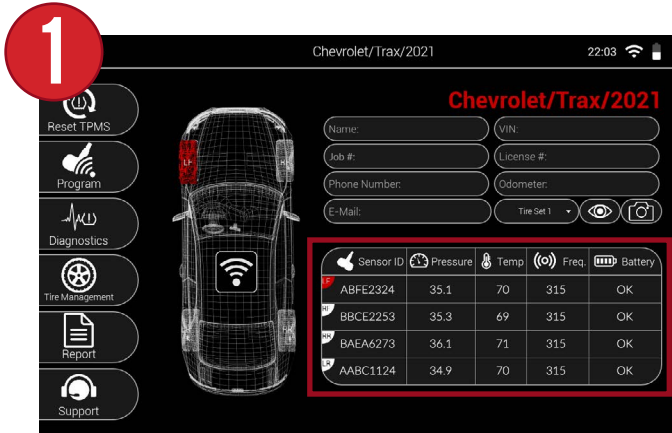 1
Chevrolet/Trax/2021
22:03
Reset TPMS
Program
Diagnostics
Tire Management
Report
Support
Chevrolet/Trax/2021
Name:
VIN:
Job #:
License #:
Phone Number:
Odometer:
E-Mail:
Tire Set 1
LF
Sensor ID Pressure Temp Freq. Battery
LF ABFE2324 35.1 70 315 OK
BBCE2253 35.3 69 315 OK
BAEA6273 36.1 71 315 OK
LR AABC1124 34.9 70 315 OK